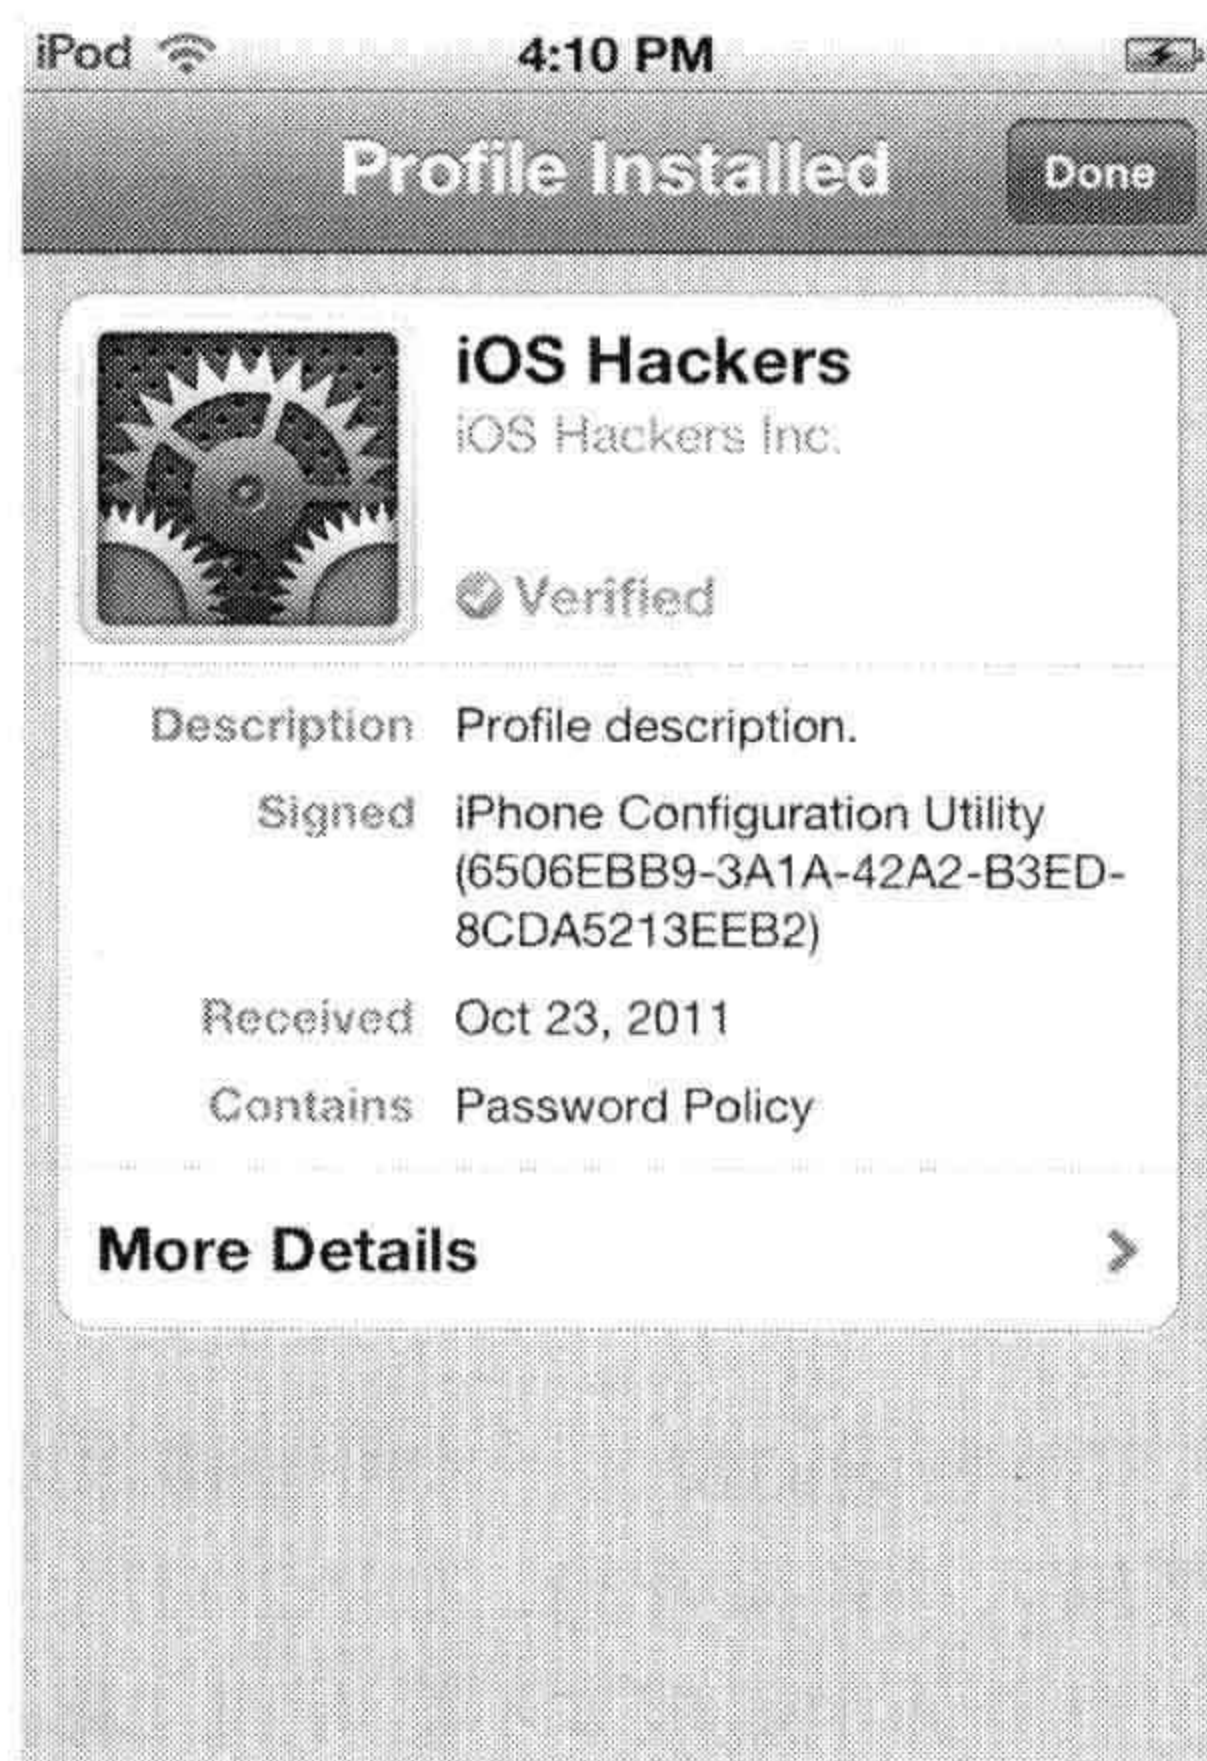 iPod 4:10 PM
Profile Installed Done
iOS Hackers
iOS Hackers Inc.
Verified
Description Profile description.
Signed iPhone Configuration Utility
(6506EBB9-3A1A-42A2-B3ED-
8CDA5213EEB2)
Received Oct 23, 2011
Contains Password Policy
More Details